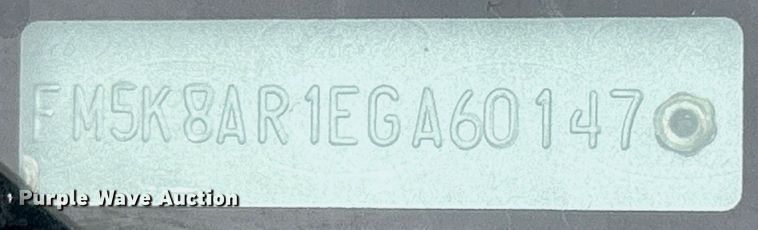 FM5K8AR1EGA60147
Purple Wave Auction